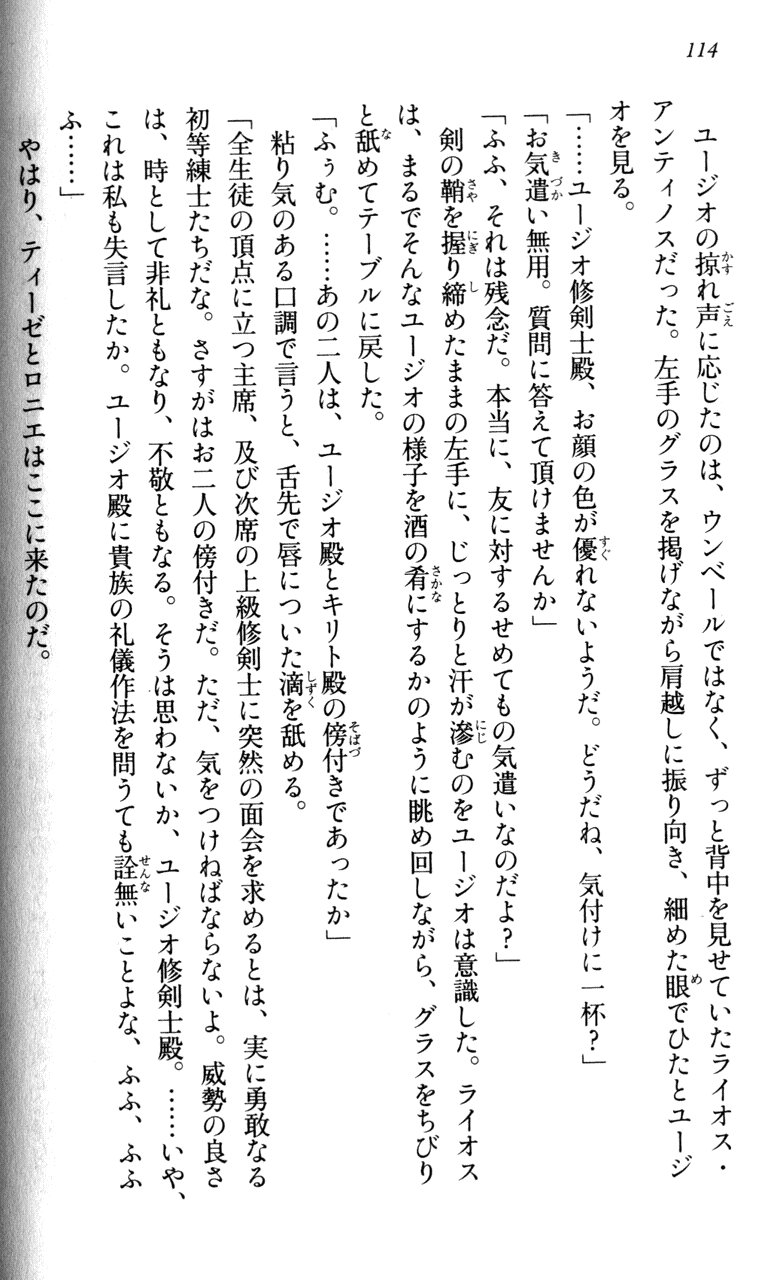 114
ユージオの掠れ声に応じたのは、ウンベールではなく、ずっと背中を見せていたライオス・
アンティノスだった。左手のグラスを掲げながら肩越しに振り向き、細めた眼でひたとユージ
オを見る。
「……ユージオ修剣士殿、お顔の色が優れないようだ。どうだね、気付けに一杯？」
「お気遣い無用。質問に答えて頂けませんか」
「ふふ、それは残念だ。本当に、友に対するせめてもの気遣いなのだよ？」
剣の鞘を握り締めたままの左手に、じっとりと汗が滲むのをユージオは意識した。ライオス
は、まるでそんなユージオの様子を酒の肴にするかのように眺め回しながら、グラスをちびり
と舐めてテーブルに戻した。
「ふぅむ。……あの二人は、ユージオ殿とキリト殿の傍付きであったか」
粘り気のある口調で言うと、舌先で唇についた滴を舐める。
「全生徒の頂点に立つ主席、及び次席の上級修剣士に突然の面会を求めるとは、実に勇敢なる
初等練士たちだな。さすがはお二人の傍付きだ。ただ、気をつけねばならないよ。威勢の良さ
は、時として非礼ともなり、不敬ともなる。そうは思わないか、ユージオ修剣士殿。……いや、
これは私も失言したか。ユージオ殿に貴族の礼儀作法を問うても詮無いことよな、ふふ、ふふ
ふ……」
やはり、ティーゼとロニエはここに来たのだ。